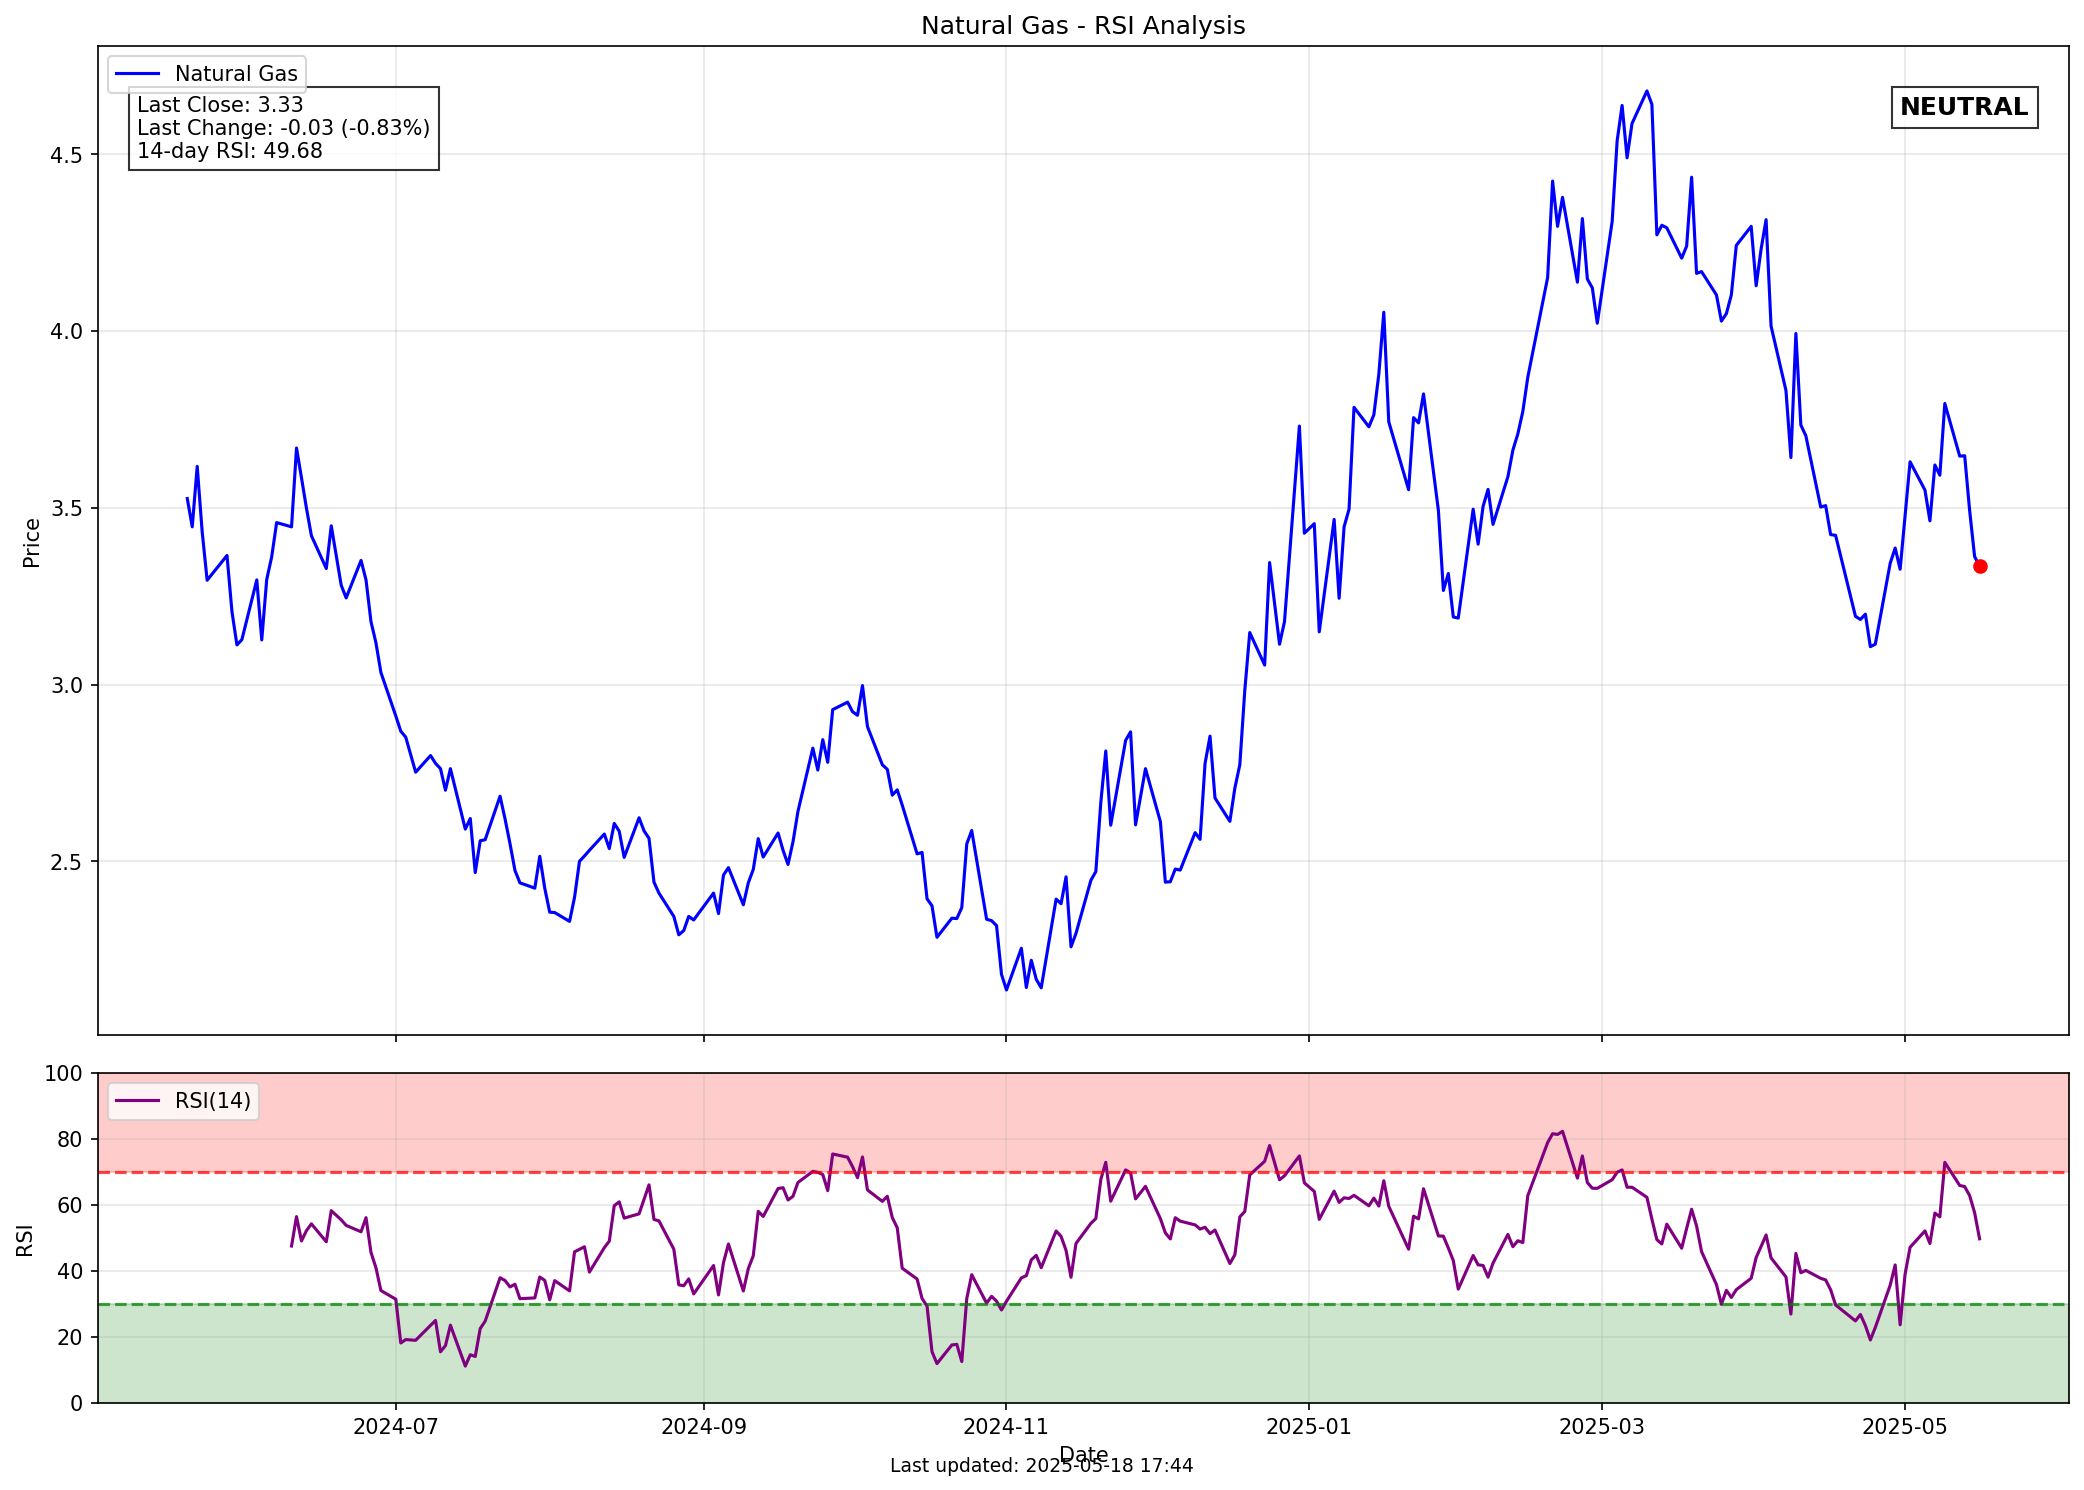 Natural Gas - RSI Analysis
Natural Gas
Last Close: 3.33
Last Change: -0.03 (-0.83%)
14-day RSI: 49.68
NEUTRAL
Price
4.5
4.0
3.5
3.0
2.5
RSI(14)
RSI
100
80
60
40
20
0
2024-07
2024-09
2024-11
2025-01
2025-03
2025-05
Date
Last updated: 2025-05-18 17:44